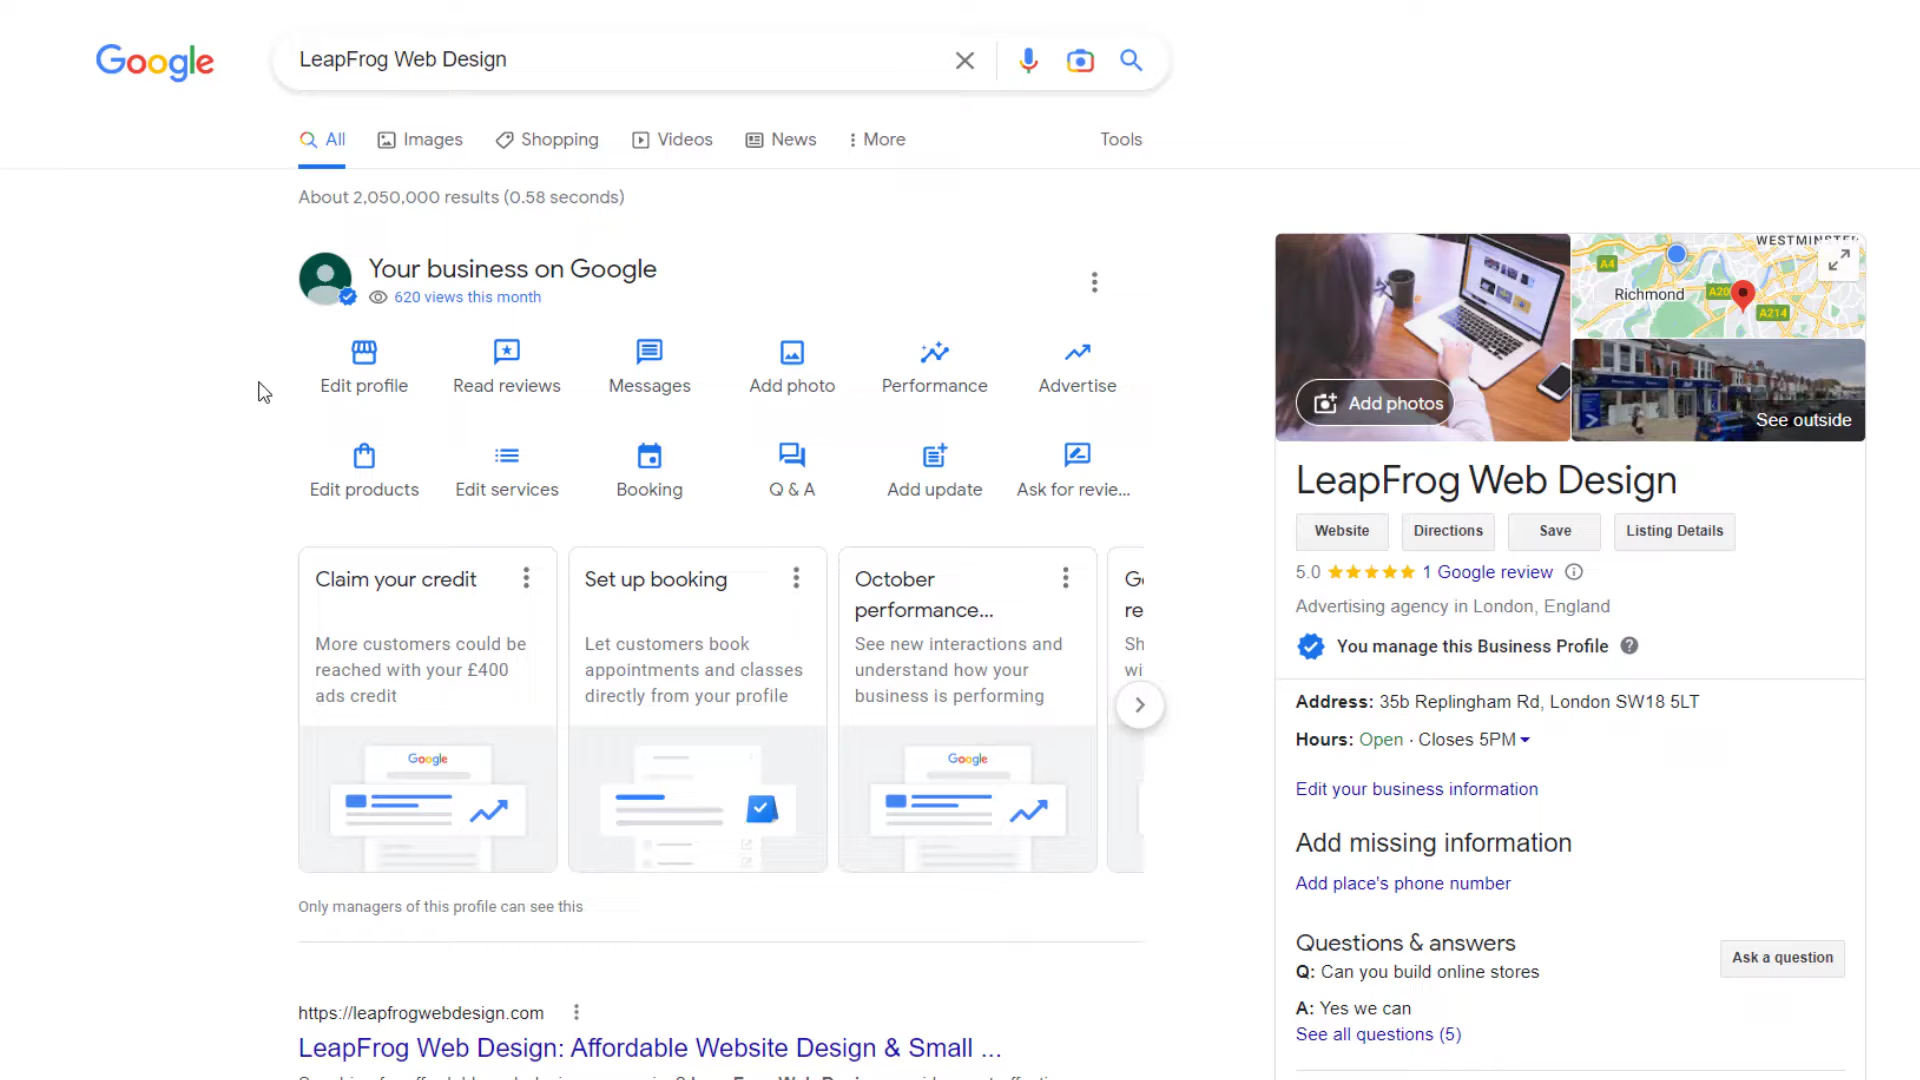 Google
LeapFrog Web Design
All
Images
Shopping
Videos
News
More
Tools
About 2,050,000 results (0.58 seconds)
Your business on Google
620 views this month
Edit profile
Read reviews
Messages
Add photo
Performance
Advertise
Edit products
Edit services
Booking
Q & A
Add update
Ask for revie...
Claim your credit
More customers could be
reached with your £400
ads credit
Google
Set up booking
Let customers book
appointments and classes
directly from your profile
October
performance...
See new interactions and
understand how your
business is performing
Google
re
Sh
wi
Only managers of this profile can see this
https://leapfrogwebdesign.com
LeapFrog Web Design: Affordable Website Design & Small ...
WESTMINSTER
A4
Richmond
A20
A214
Add photos
See outside
LeapFrog Web Design
Website
Directions
Save
Listing Details
5.0
1 Google review
Advertising agency in London, England
You manage this Business Profile
Address: 35b Replingham Rd, London SW18 5LT
Hours: Open · Closes 5PM
Edit your business information
Add missing information
Add place's phone number
Questions & answers
Ask a question
Q: Can you build online stores
A: Yes we can
See all questions (5)